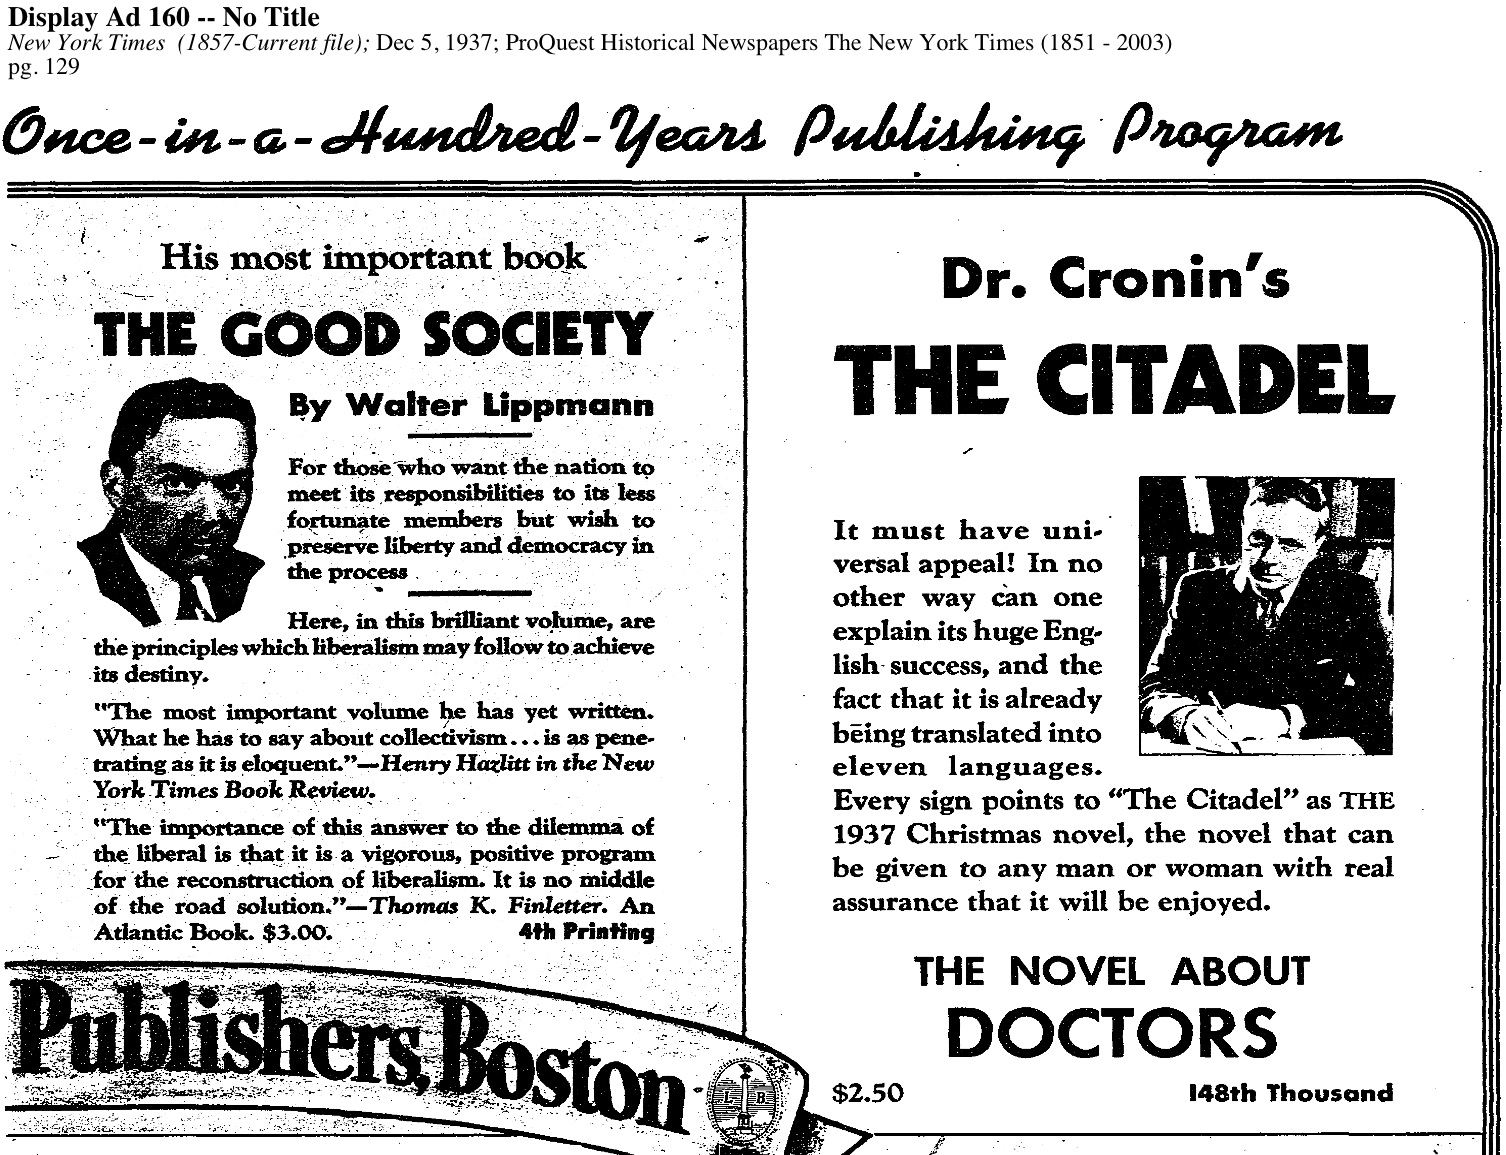 Display Ad 160 -- No Title
New York Times (1857-Current file); Dec 5, 1937; ProQuest Historical Newspapers The New York Times (1851 - 2003)
pg. 129
Once-in-a-Hundred-Years Publishing Program
His most important book
THE GOOD SOCIETY
By Walter Lippmann
For those who want the nation to
meet its responsibilities to its less
fortunate members but wish to
preserve liberty and democracy in
the process
Here, in this brilliant volume, are
the principles which liberalism may follow to achieve
its destiny.
"The most important volume he has yet written.
What he has to say about collectivism...is as pene-
trating as it is eloquent."—Henry Hazlitt in the New
York Times Book Review.
"The importance of this answer to the dilemma of
the liberal is that it is a vigorous, positive program
for the reconstruction of liberalism. It is no middle
of the road solution."—Thomas K. Finletter. An
Atlantic Book. $3.00. 4th Printing
Publishers, Boston
L B
Dr. Cronin's
THE CITADEL
It must have uni-
versal appeal! In no
other way can one
explain its huge Eng-
lish success, and the
fact that it is already
being translated into
eleven languages.
Every sign points to "The Citadel" as THE
1937 Christmas novel, the novel that can
be given to any man or woman with real
assurance that it will be enjoyed.
THE NOVEL ABOUT
DOCTORS
$2.50 148th Thousand